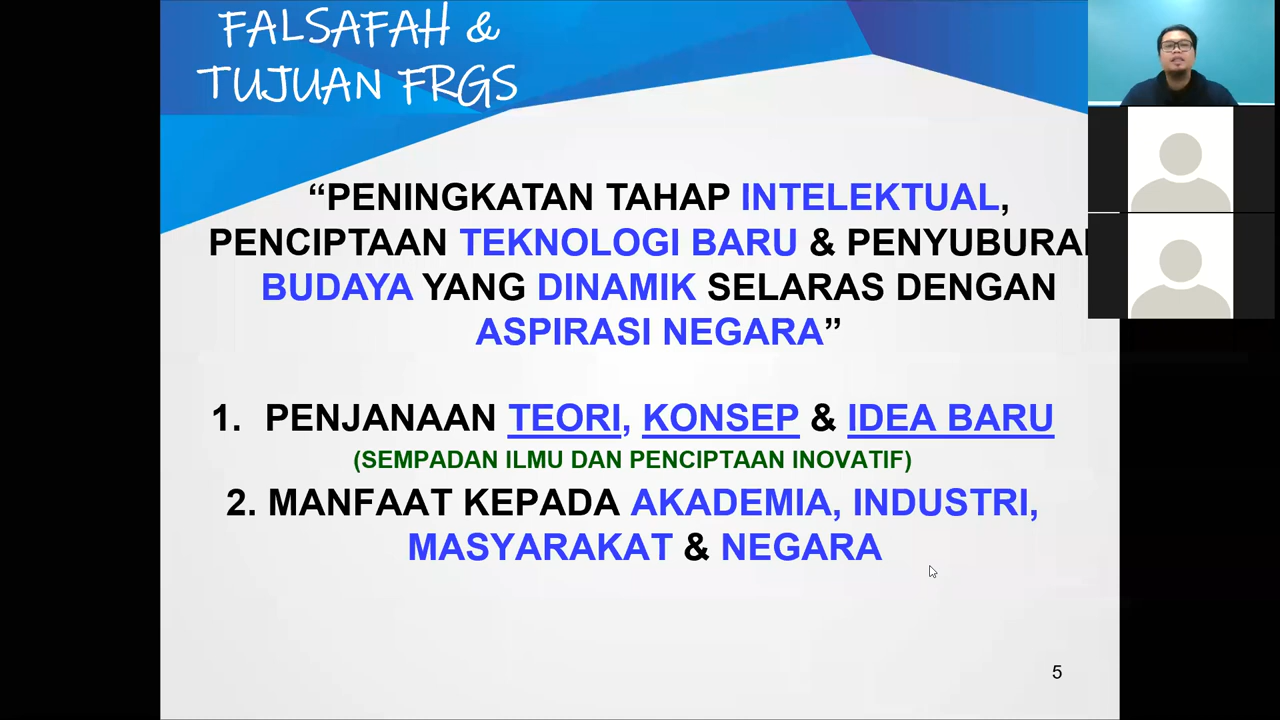 FALSAFAH &
TUJUAN FRGS
“PENINGKATAN TAHAP INTELEKTUAL,
PENCIPTAAN TEKNOLOGI BARU & PENYUBURA
BUDAYA YANG DINAMIK SELARAS DENGAN
ASPIRASI NEGARA”
1. PENJANAAN TEORI, KONSEP & IDEA BARU
(SEMPADAN ILMU DAN PENCIPTAAN INOVATIF)
2. MANFAAT KEPADA AKADEMIA, INDUSTRI,
MASYARAKAT & NEGARA
5